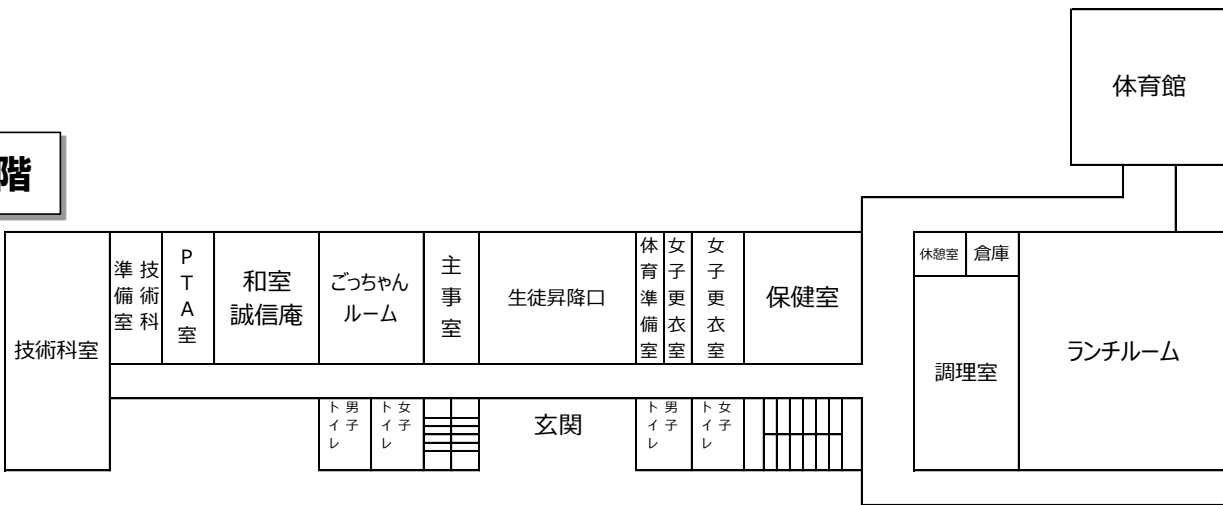 体育館
階
技術科室
技術科
準備室
PTA室
和室
誠信庵
ごっちゃん
ルーム
主事室
生徒昇降口
体育準備室
女子更衣室
女子更衣室
保健室
休憩室
倉庫
調理室
ランチルーム
男子
トイレ
女子
トイレ
玄関
男子
トイレ
女子
トイレ